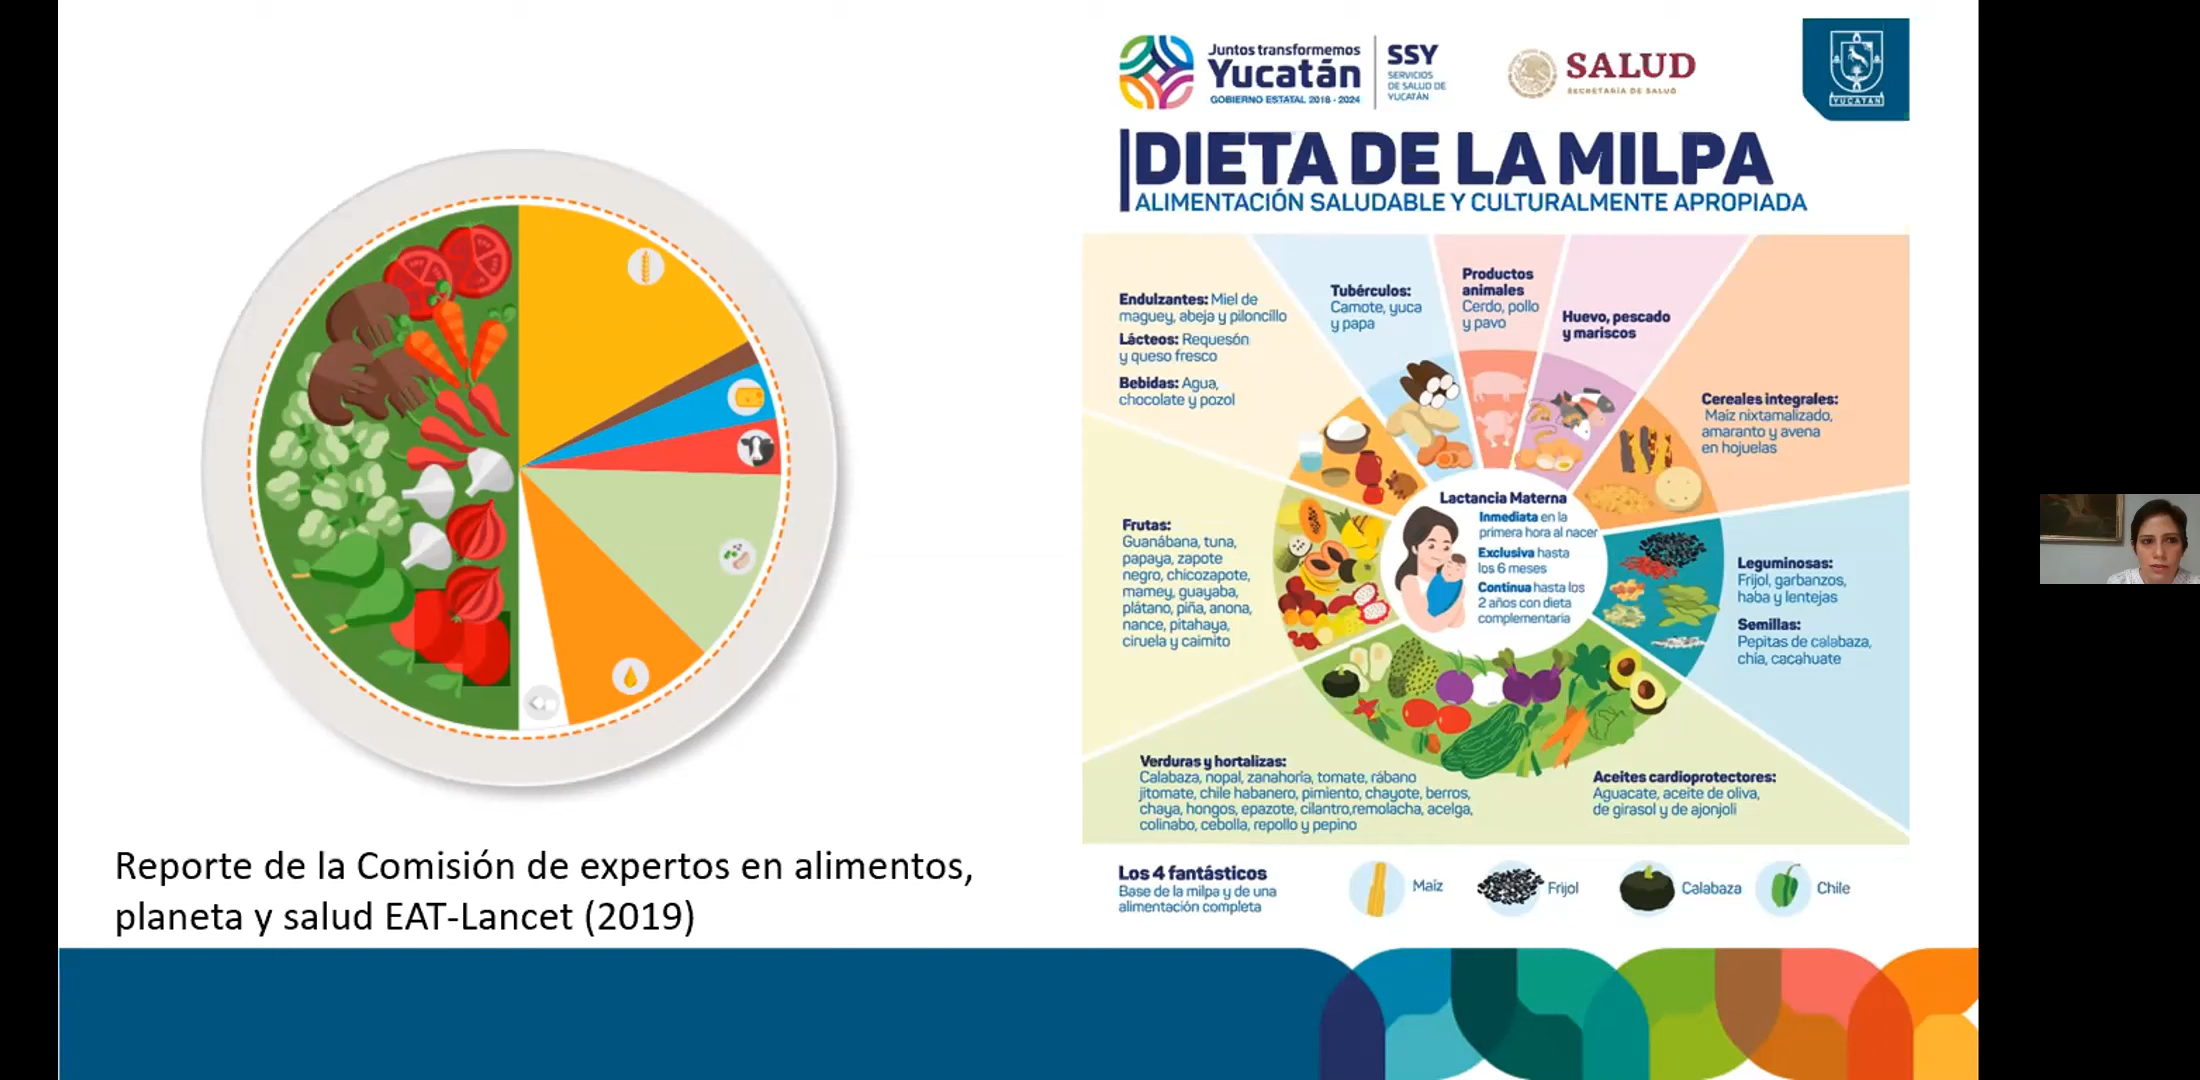 Juntos transformemos
Yucatán
GOBIERNO ESTATAL 2018 - 2024
SSY
SERVICIOS
DE SALUD DE
YUCATÁN
SALUD
SECRETARÍA DE SALUD
YUCATÁN
DIETA DE LA MILPA
ALIMENTACIÓN SALUDABLE Y CULTURALMENTE APROPIADA
Endulzantes: Miel de
maguey, abeja y piloncillo
Lácteos: Requesón
y queso fresco
Bebidas: Agua,
chocolate y pozol
Tubérculos:
Camote, yuca
y papa
Productos
animales
Cerdo, pollo
y pavo
Huevo, pescado
y mariscos
Cereales integrales:
Maíz nixtamalizado,
amaranto y avena
en hojuelas
Lactancia Materna
Inmediata en la
primera hora al nacer
Exclusiva hasta
los 6 meses
Continua hasta los
2 años con dieta
complementaria
Frutas:
Guanábana, tuna,
papaya, zapote
negro, chicozapote,
mamey, guayaba,
plátano, piña, anona,
nance, pitahaya,
ciruela y caimito
Leguminosas:
Frijol, garbanzos,
haba y lentejas
Semillas:
Pepitas de calabaza,
chía, cacahuate
Verduras y hortalizas:
Calabaza, nopal, zanahoria, tomate, rábano
jitomate, chile habanero, pimiento, chayote, berros,
chaya, hongos, epazote, cilantro,remolacha, acelga,
colinabo, cebolla, repollo y pepino
Aceites cardioprotectores:
Aguacate, aceite de oliva,
de girasol y de ajonjolí
Los 4 fantásticos
Base de la milpa y de una
alimentación completa
Maíz
Frijol
Calabaza
Chile
Reporte de la Comisión de expertos en alimentos,
planeta y salud EAT-Lancet (2019)